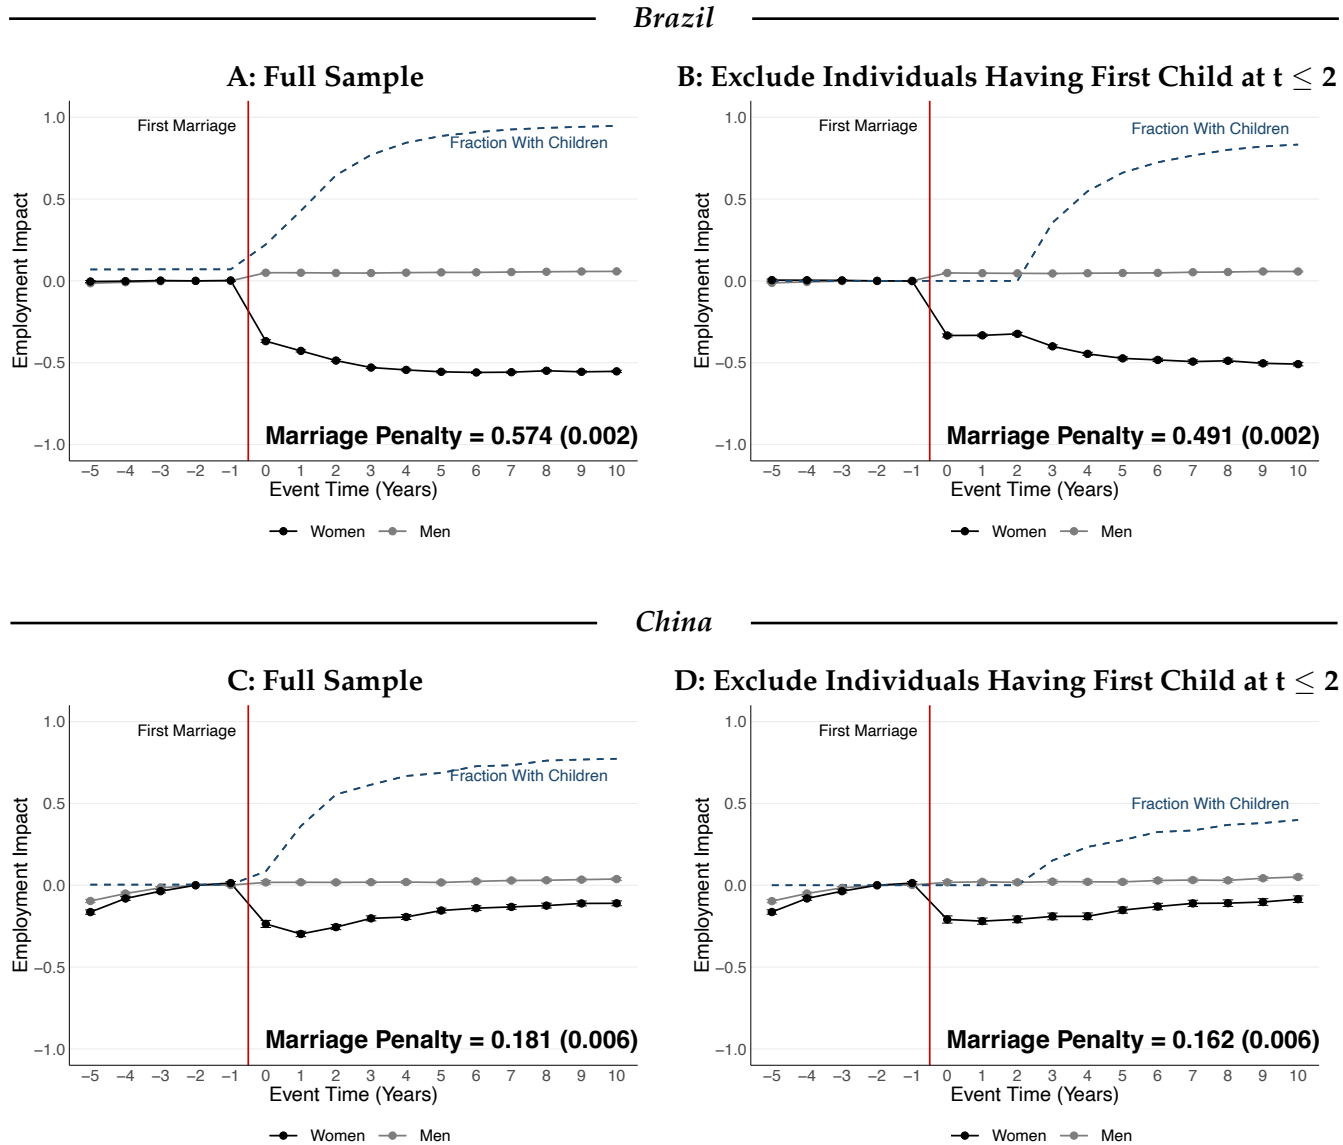 Brazil
A: Full Sample
1.0
0.5
0.0
−0.5
−1.0
Employment Impact
First Marriage
Fraction With Children
Marriage Penalty = 0.574 (0.002)
−5 −4 −3 −2 −1 0 1 2 3 4 5 6 7 8 9 10
Event Time (Years)
Women Men
B: Exclude Individuals Having First Child at t ≤ 2
1.0
0.5
0.0
−0.5
−1.0
Employment Impact
First Marriage
Fraction With Children
Marriage Penalty = 0.491 (0.002)
−5 −4 −3 −2 −1 0 1 2 3 4 5 6 7 8 9 10
Event Time (Years)
Women Men
China
C: Full Sample
1.0
0.5
0.0
−0.5
−1.0
Employment Impact
First Marriage
Fraction With Children
Marriage Penalty = 0.181 (0.006)
−5 −4 −3 −2 −1 0 1 2 3 4 5 6 7 8 9 10
Event Time (Years)
Women Men
D: Exclude Individuals Having First Child at t ≤ 2
1.0
0.5
0.0
−0.5
−1.0
Employment Impact
First Marriage
Fraction With Children
Marriage Penalty = 0.162 (0.006)
−5 −4 −3 −2 −1 0 1 2 3 4 5 6 7 8 9 10
Event Time (Years)
Women Men